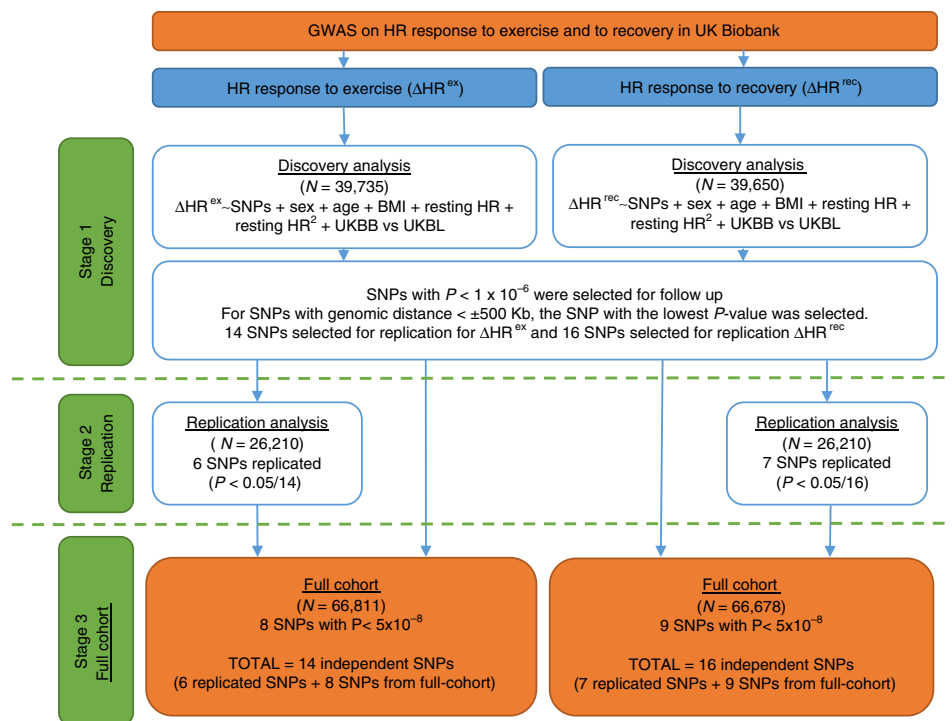 GWAS on HR response to exercise and to recovery in UK Biobank
HR response to exercise (ΔHR^ex)
HR response to recovery (ΔHR^rec)
Stage 1
Discovery
Discovery analysis
(N = 39,735)
ΔHR^ex~SNPs + sex + age + BMI + resting HR +
resting HR² + UKBB vs UKBL
Discovery analysis
(N = 39,650)
ΔHR^rec~SNPs + sex + age + BMI + resting HR +
resting HR² + UKBB vs UKBL
SNPs with P < 1 x 10⁻⁶ were selected for follow up
For SNPs with genomic distance < ±500 Kb, the SNP with the lowest P-value was selected.
14 SNPs selected for replication for ΔHR^ex and 16 SNPs selected for replication ΔHR^rec
Stage 2
Replication
Replication analysis
( N = 26,210)
6 SNPs replicated
(P < 0.05/14)
Replication analysis
(N = 26,210)
7 SNPs replicated
(P < 0.05/16)
Stage 3
Full cohort
Full cohort
(N = 66,811)
8 SNPs with P< 5x10⁻⁸
TOTAL = 14 independent SNPs
(6 replicated SNPs + 8 SNPs from full-cohort)
Full cohort
(N = 66,678)
9 SNPs with P< 5x10⁻⁸
TOTAL = 16 independent SNPs
(7 replicated SNPs + 9 SNPs from full-cohort)